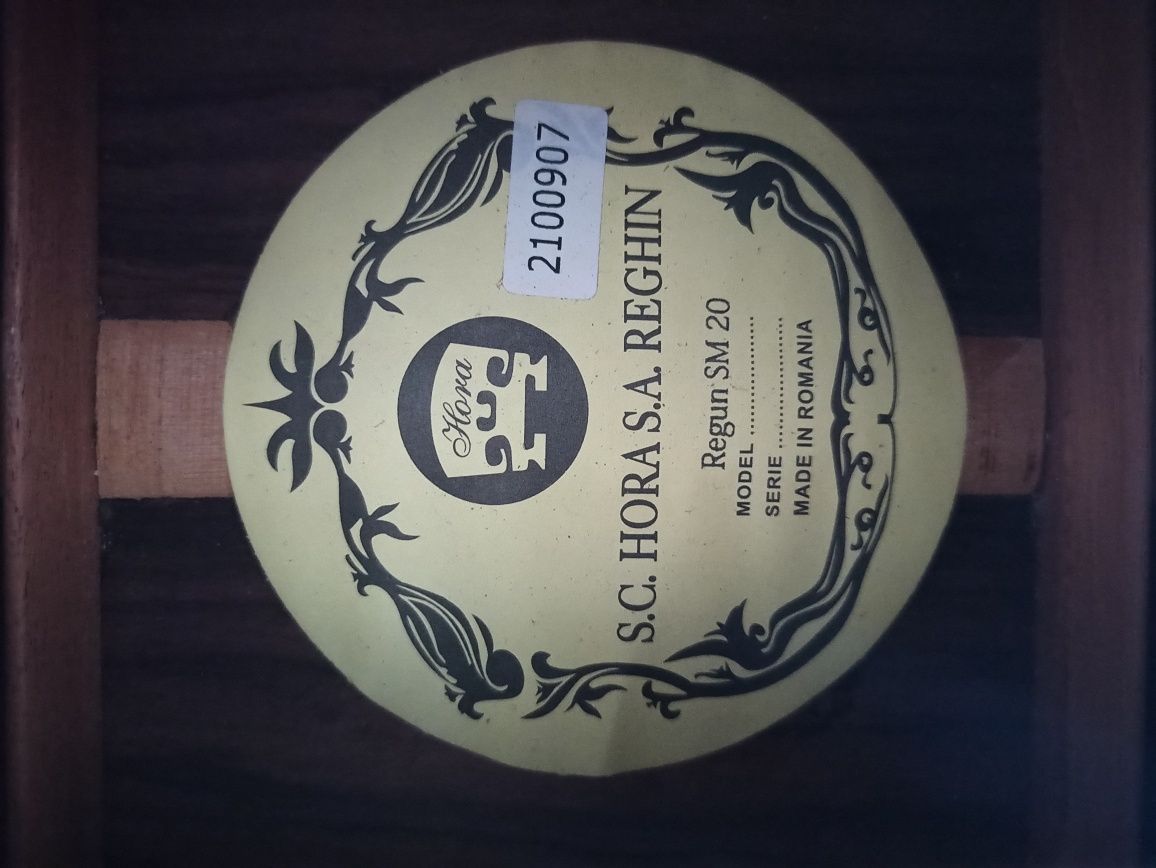 2100907
Hora
S.C. HORA S.A. REGHIN
Regun SM 20
MODEL ....................
SERIE ....................
MADE IN ROMANIA